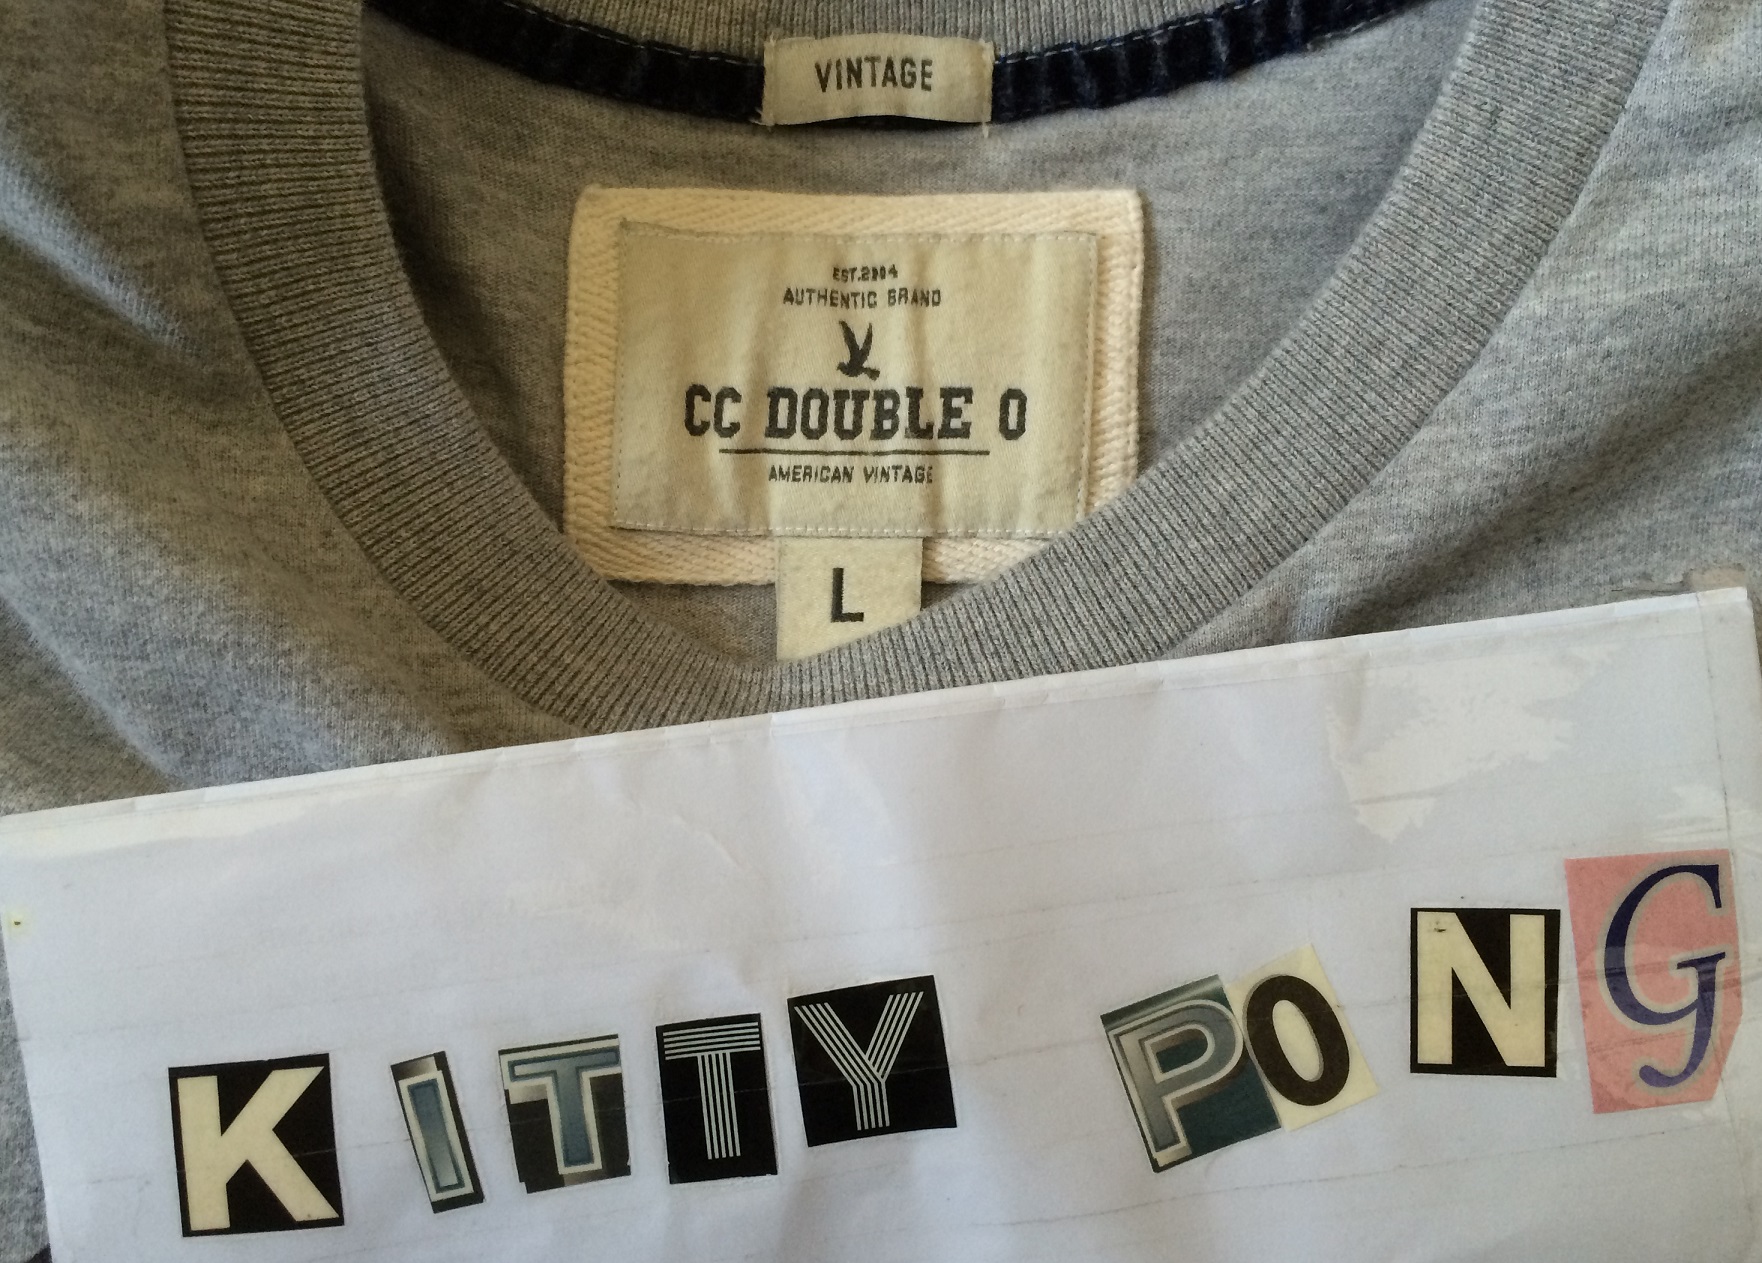 VINTAGE
EST.2004
AUTHENTIC BRAND
CC DOUBLE O
AMERICAN VINTAGE
L
KITTY PONG